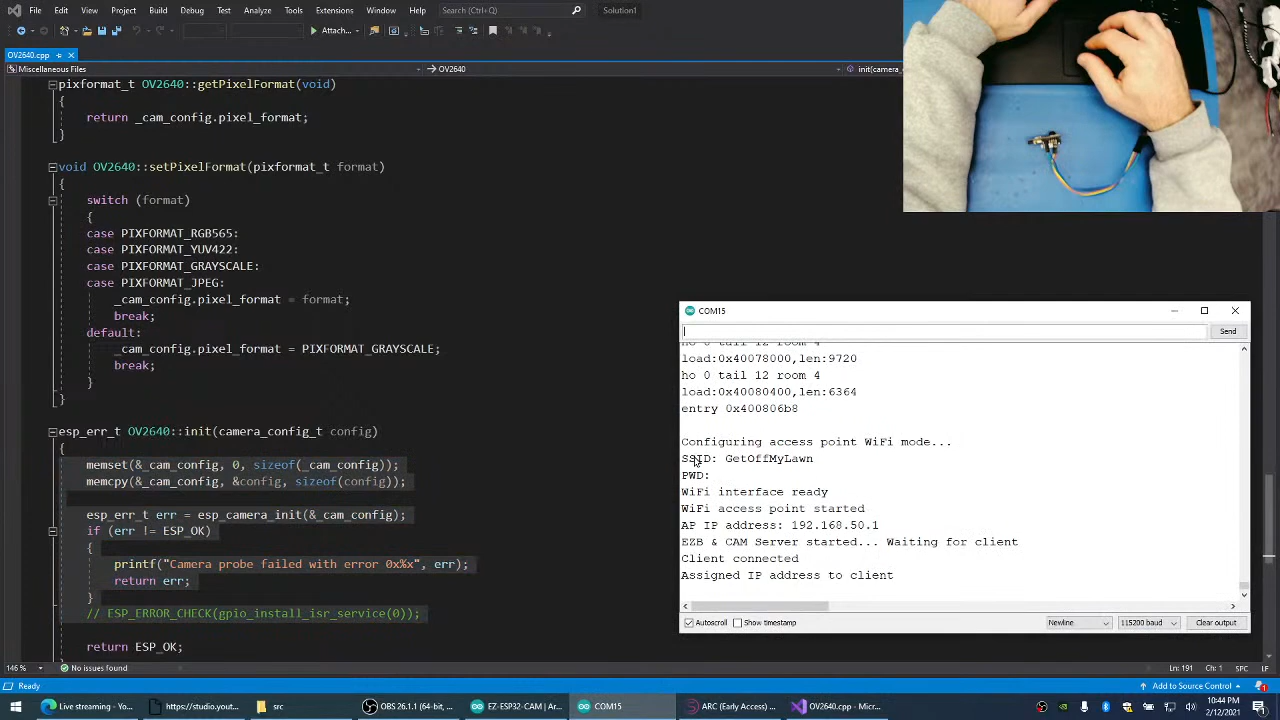 File Edit View Project Build Debug Test Analyze Tools Extensions Window Help Search (Ctrl+Q) Solution1
Attach...
OV2640.cpp
Miscellaneous Files OV2640 init(camera_
pixformat_t OV2640::getPixelFormat(void)
{
return _cam_config.pixel_format;
}
void OV2640::setPixelFormat(pixformat_t format)
{
switch (format)
{
case PIXFORMAT_RGB565:
case PIXFORMAT_YUV422:
case PIXFORMAT_GRAYSCALE:
case PIXFORMAT_JPEG:
_cam_config.pixel_format = format;
break;
default:
_cam_config.pixel_format = PIXFORMAT_GRAYSCALE;
break;
}
}
esp_err_t OV2640::init(camera_config_t config)
{
memset(&_cam_config, 0, sizeof(_cam_config));
memcpy(&_cam_config, &config, sizeof(config));
esp_err_t err = esp_camera_init(&_cam_config);
if (err != ESP_OK)
{
printf("Camera probe failed with error 0x%x", err);
return err;
}
// ESP_ERROR_CHECK(gpio_install_isr_service(0));
return ESP_OK;
COM15
Send
ho 0 tail 12 room 4
load:0x40078000,len:9720
ho 0 tail 12 room 4
load:0x40080400,len:6364
entry 0x400806b8
Configuring access point WiFi mode...
SSID: GetOffMyLawn
PWD:
WiFi interface ready
WiFi access point started
AP IP address: 192.168.50.1
EZB & CAM Server started... Waiting for client
Client connected
Assigned IP address to client
Autoscroll Show timestamp Newline 115200 baud Clear output
146 % No issues found Ln: 191 Ch: 1 SPC LF
Ready Add to Source Control 1
Live streaming - Yo... https://studio.yout... src OBS 26.1.1 (64-bit, ... EZ-ESP32-CAM | Ar... COM15 ARC (Early Access) ... OV2640.cpp - Micr... 10:44 PM
2/12/2021